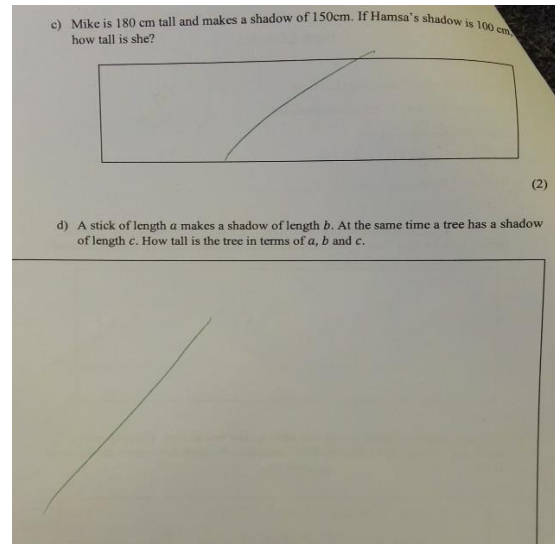 c) Mike is 180 cm tall and makes a shadow of 150cm. If Hamsa's shadow is 100 cm,
how tall is she?
(2)
d) A stick of length a makes a shadow of length b. At the same time a tree has a shadow
of length c. How tall is the tree in terms of a, b and c.